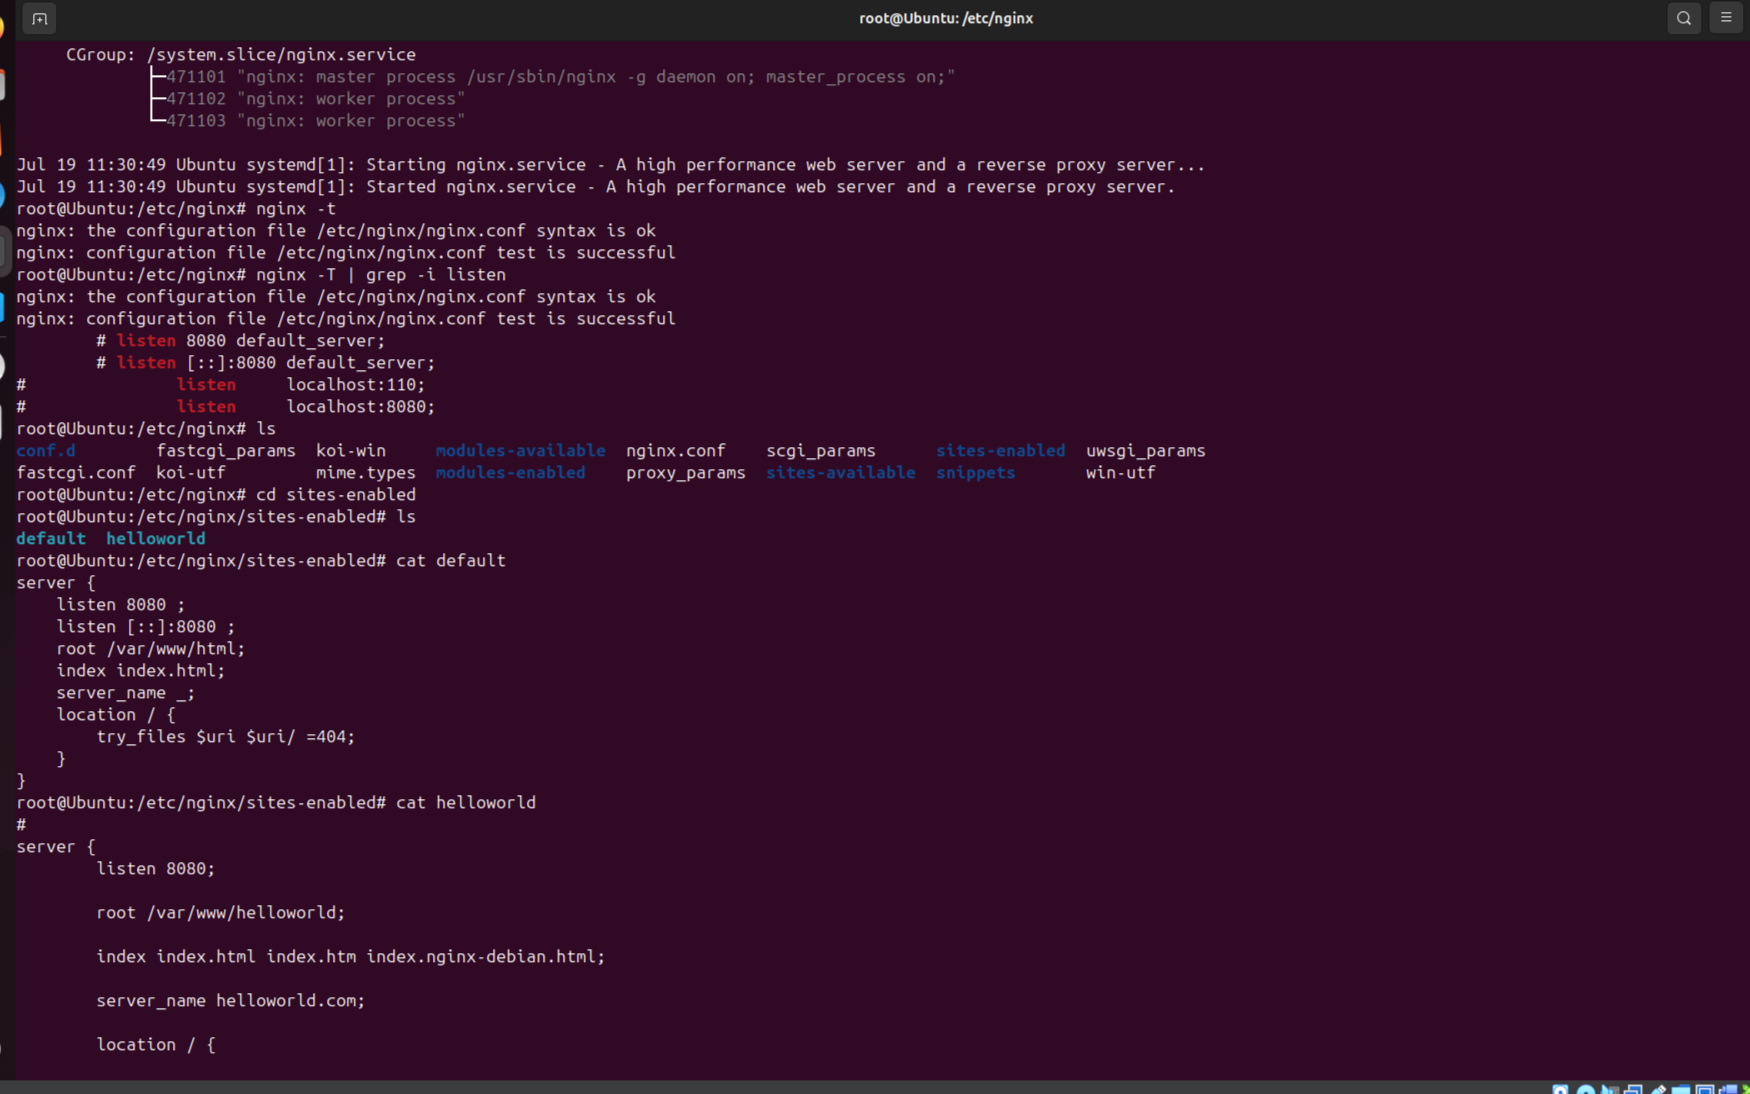 root@Ubuntu: /etc/nginx
CGroup: /system.slice/nginx.service
├─471101 "nginx: master process /usr/sbin/nginx -g daemon on; master_process on;"
├─471102 "nginx: worker process"
└─471103 "nginx: worker process"
Jul 19 11:30:49 Ubuntu systemd[1]: Starting nginx.service - A high performance web server and a reverse proxy server...
Jul 19 11:30:49 Ubuntu systemd[1]: Started nginx.service - A high performance web server and a reverse proxy server.
root@Ubuntu:/etc/nginx# nginx -t
nginx: the configuration file /etc/nginx/nginx.conf syntax is ok
nginx: configuration file /etc/nginx/nginx.conf test is successful
root@Ubuntu:/etc/nginx# nginx -T | grep -i listen
nginx: the configuration file /etc/nginx/nginx.conf syntax is ok
nginx: configuration file /etc/nginx/nginx.conf test is successful
# listen 8080 default_server;
# listen [::]:8080 default_server;
# listen localhost:110;
# listen localhost:8080;
root@Ubuntu:/etc/nginx# ls
conf.d fastcgi_params koi-win modules-available nginx.conf scgi_params sites-enabled uwsgi_params
fastcgi.conf koi-utf mime.types modules-enabled proxy_params sites-available snippets win-utf
root@Ubuntu:/etc/nginx# cd sites-enabled
root@Ubuntu:/etc/nginx/sites-enabled# ls
default helloworld
root@Ubuntu:/etc/nginx/sites-enabled# cat default
server {
listen 8080 ;
listen [::]:8080 ;
root /var/www/html;
index index.html;
server_name _;
location / {
try_files $uri $uri/ =404;
}
}
root@Ubuntu:/etc/nginx/sites-enabled# cat helloworld
#
server {
listen 8080;
root /var/www/helloworld;
index index.html index.htm index.nginx-debian.html;
server_name helloworld.com;
location / {